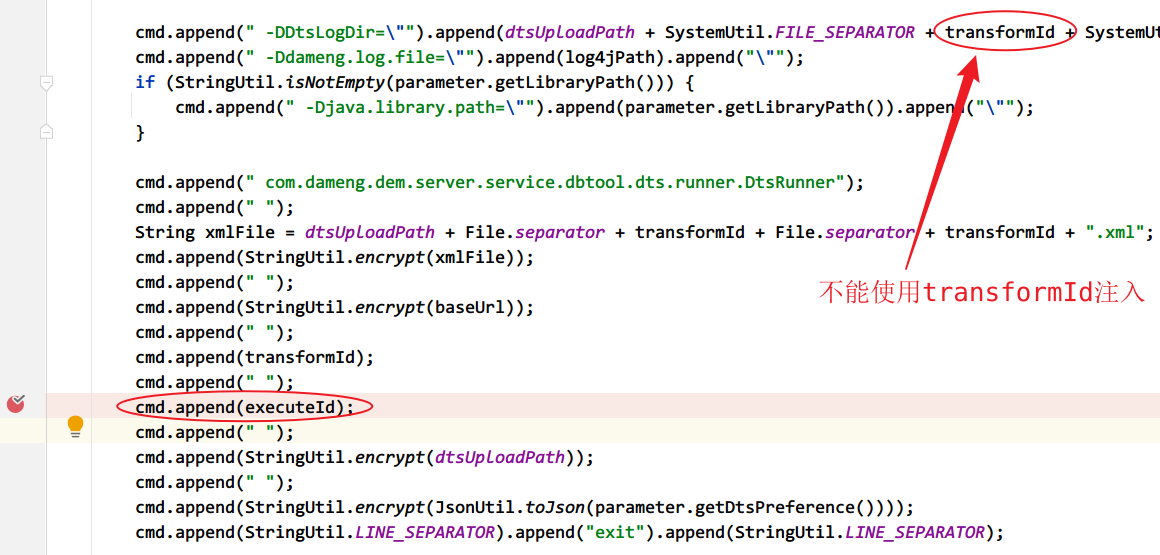 cmd.append(" -DDtsLogDir=\"").append(dtsUpLoadPath + SystemUtil.FILE_SEPARATOR + transformId + SystemUt
cmd.append(" -Ddameng.log.file=\"").append(log4jPath).append("\"");
if (StringUtil.isNotEmpty(parameter.getLibraryPath())) {
cmd.append(" -Djava.library.path=\"").append(parameter.getLibraryPath()).append("\"");
}
cmd.append(" com.dameng.dem.server.service.dbtool.dts.runner.DtsRunner");
cmd.append(" ");
String xmlFile = dtsUpLoadPath + File.separator + transformId + File.separator + transformId + ".xml";
cmd.append(StringUtil.encrypt(xmlFile));
cmd.append(" ");
不能使用transformId注入
cmd.append(StringUtil.encrypt(baseUrl));
cmd.append(" ");
cmd.append(transformId);
cmd.append(" ");
cmd.append(executeId);
cmd.append(" ");
cmd.append(StringUtil.encrypt(dtsUpLoadPath));
cmd.append(" ");
cmd.append(StringUtil.encrypt(JsonUtil.toJson(parameter.getDtsPreference())));
cmd.append(StringUtil.LINE_SEPARATOR).append("exit").append(StringUtil.LINE_SEPARATOR);